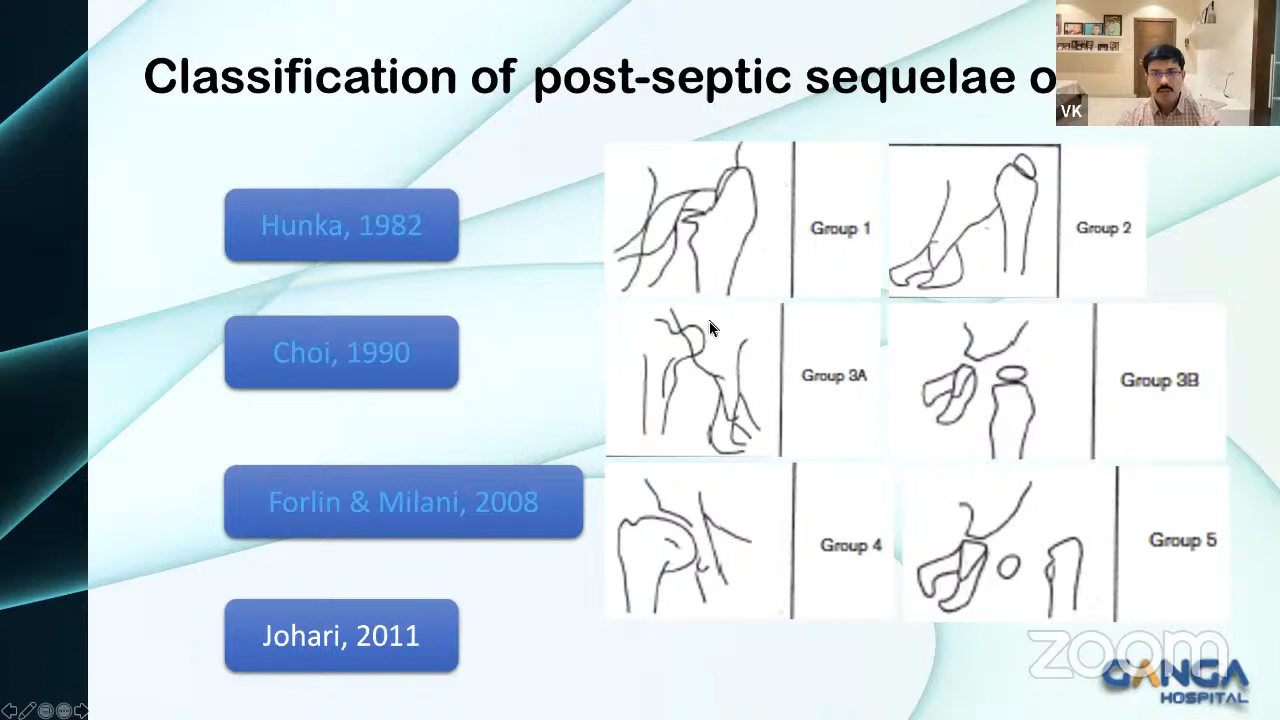 Classification of post-septic sequelae o
VK
Hunka, 1982
Choi, 1990
Forlin & Milani, 2008
Johari, 2011
Group 1
Group 2
Group 3A
Group 3B
Group 4
Group 5
zoom
GANGA
HOSPITAL